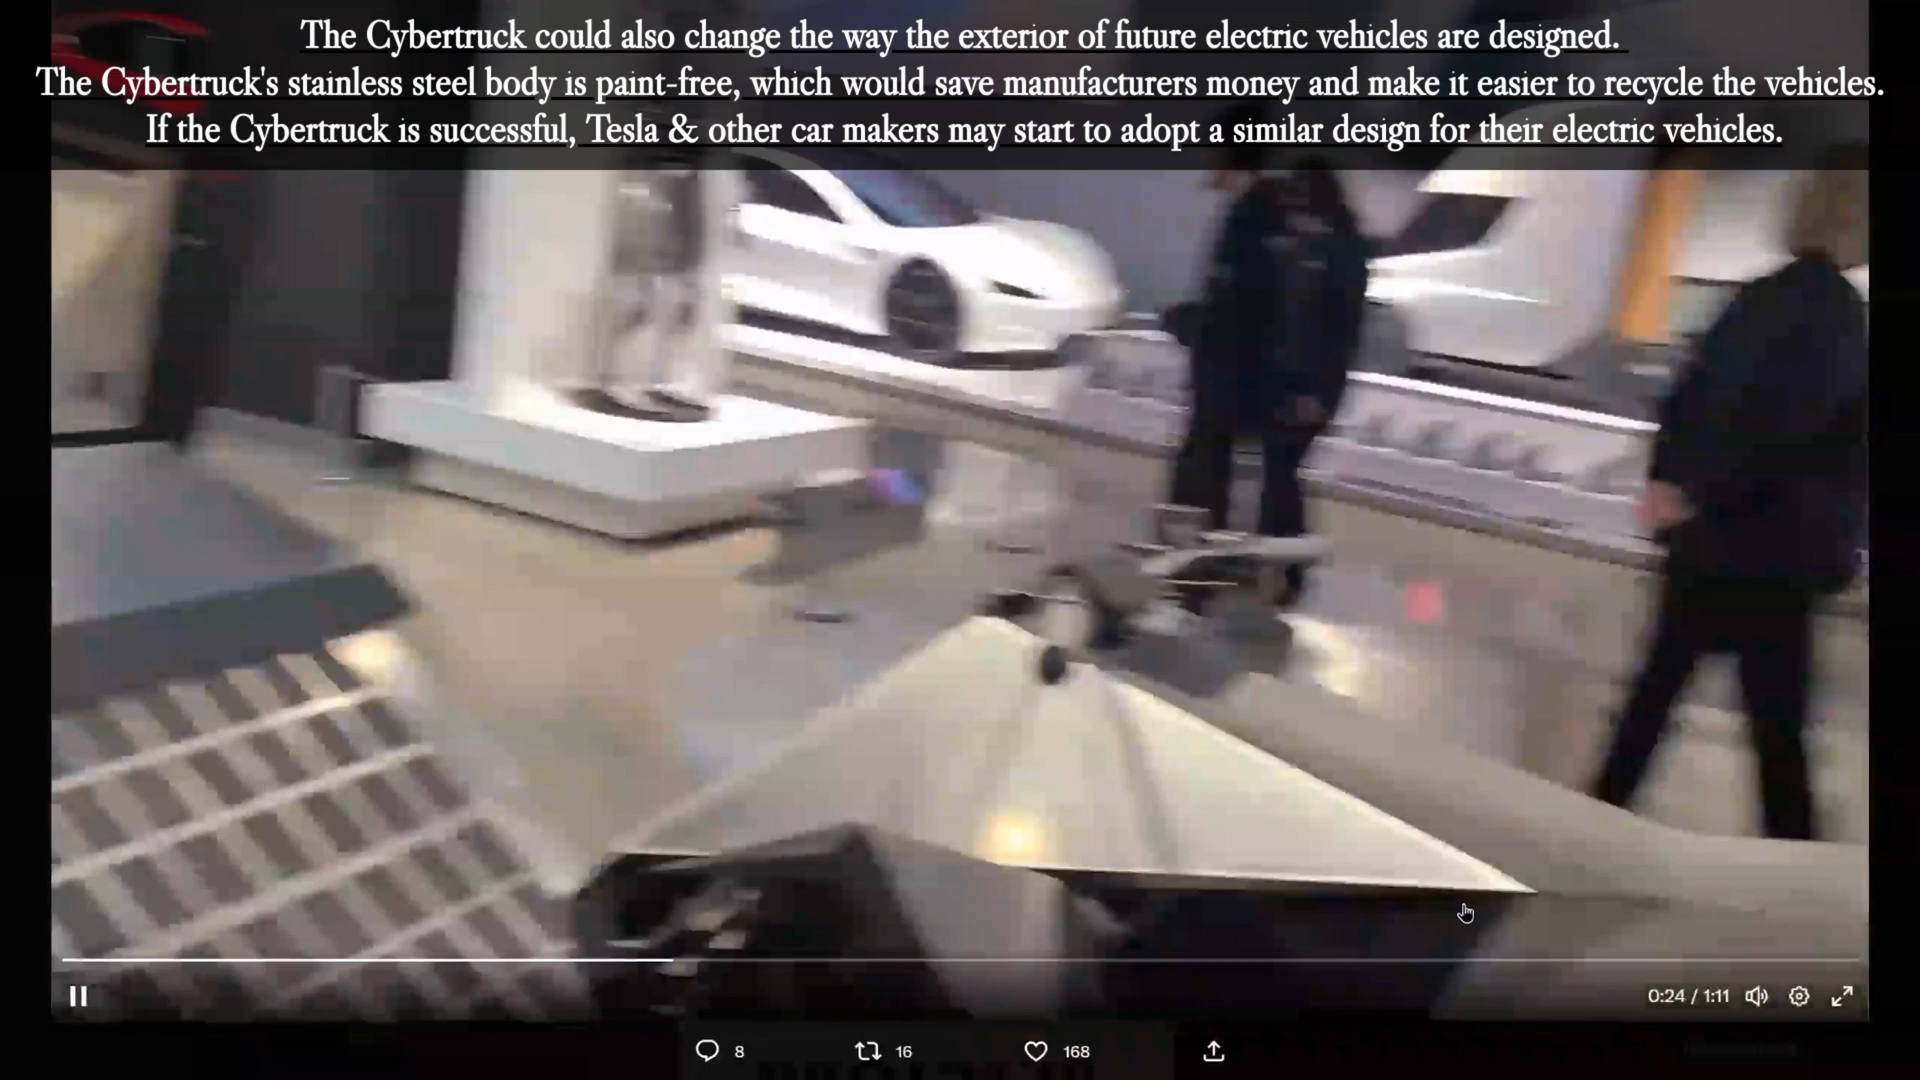 The Cybertruck could also change the way the exterior of future electric vehicles are designed.
The Cybertruck's stainless steel body is paint-free, which would save manufacturers money and make it easier to recycle the vehicles.
If the Cybertruck is successful, Tesla & other car makers may start to adopt a similar design for their electric vehicles.
0:24 / 1:11
8 16 168